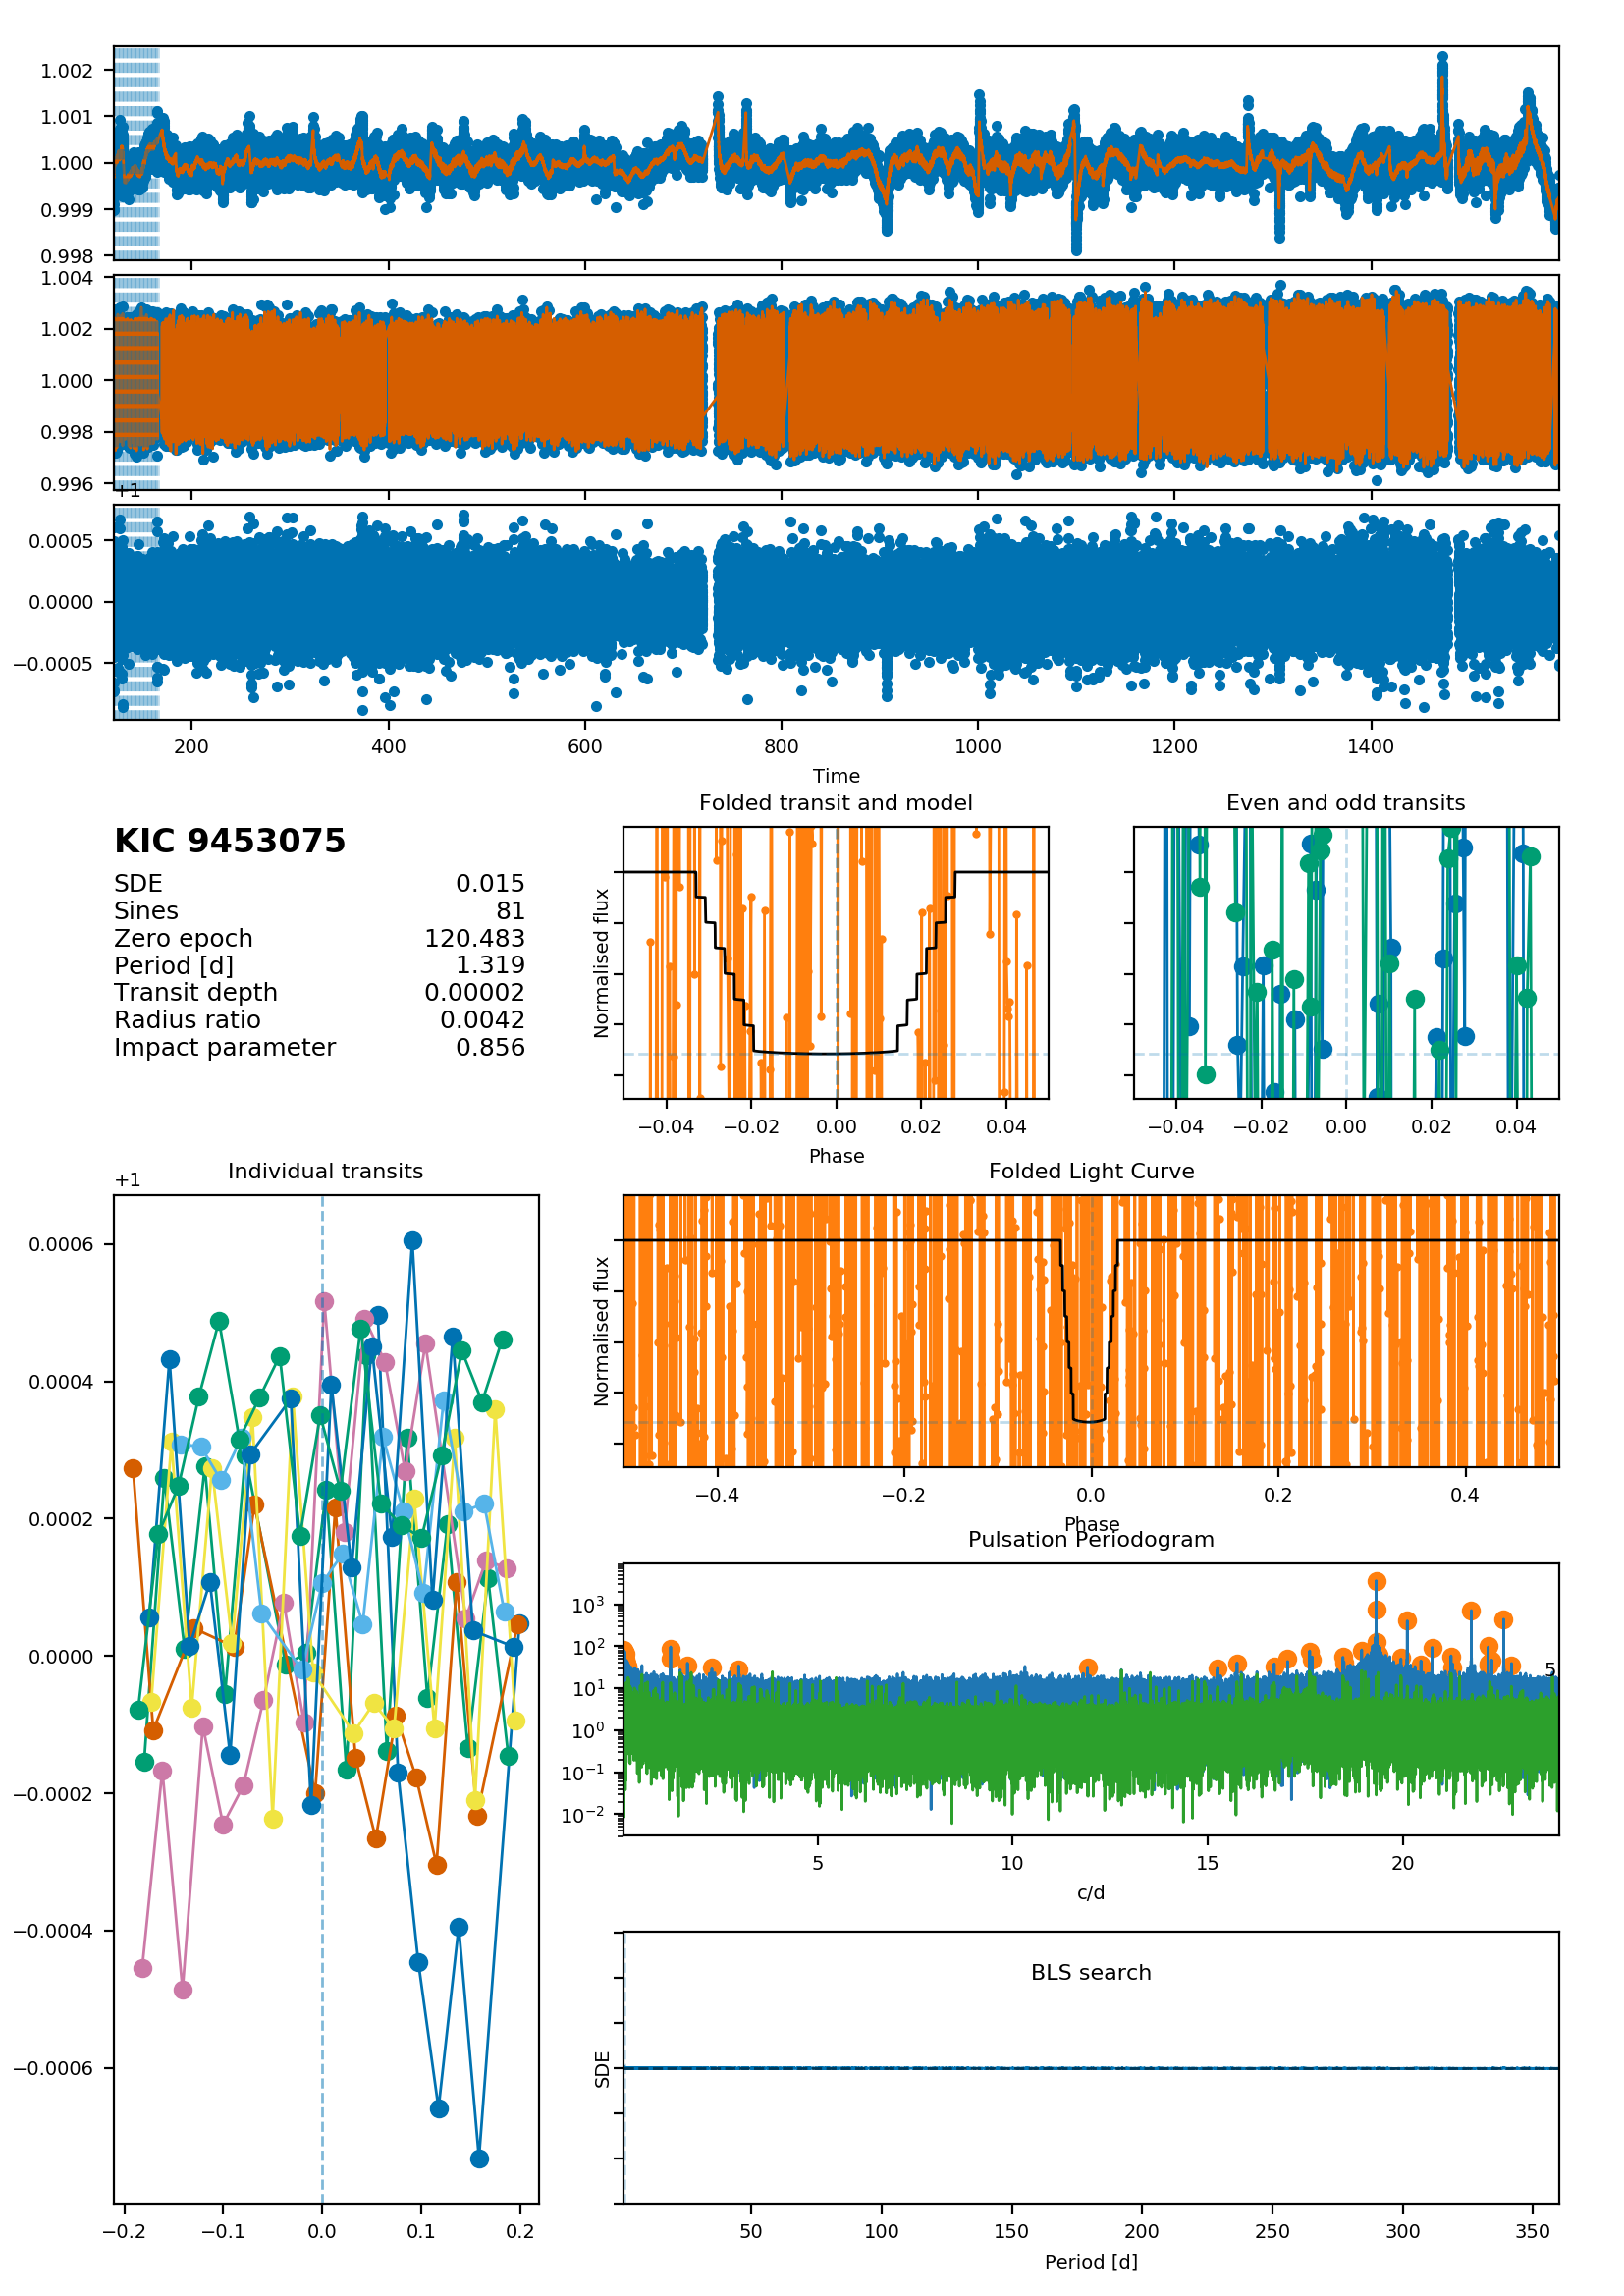 1.002
1.001
1.000
0.999
0.998
1.004
1.002
1.000
0.998
0.996
+1
0.0005
0.0000
−0.0005
200 400 600 800 1000 1200 1400
Time
KIC 9453075
SDE 0.015
Sines 81
Zero epoch 120.483
Period [d] 1.319
Transit depth 0.00002
Radius ratio 0.0042
Impact parameter 0.856
Folded transit and model
Normalised flux
−0.04 −0.02 0.00 0.02 0.04
Phase
Even and odd transits
−0.04 −0.02 0.00 0.02 0.04
Individual transits
+1
0.0006
0.0004
0.0002
0.0000
−0.0002
−0.0004
−0.0006
−0.2 −0.1 0.0 0.1 0.2
Folded Light Curve
Normalised flux
−0.4 −0.2 0.0 0.2 0.4
Phase
Pulsation Periodogram
10³
10²
10¹
10⁰
10⁻¹
10⁻²
5
5 10 15 20
c/d
BLS search
SDE
50 100 150 200 250 300 350
Period [d]